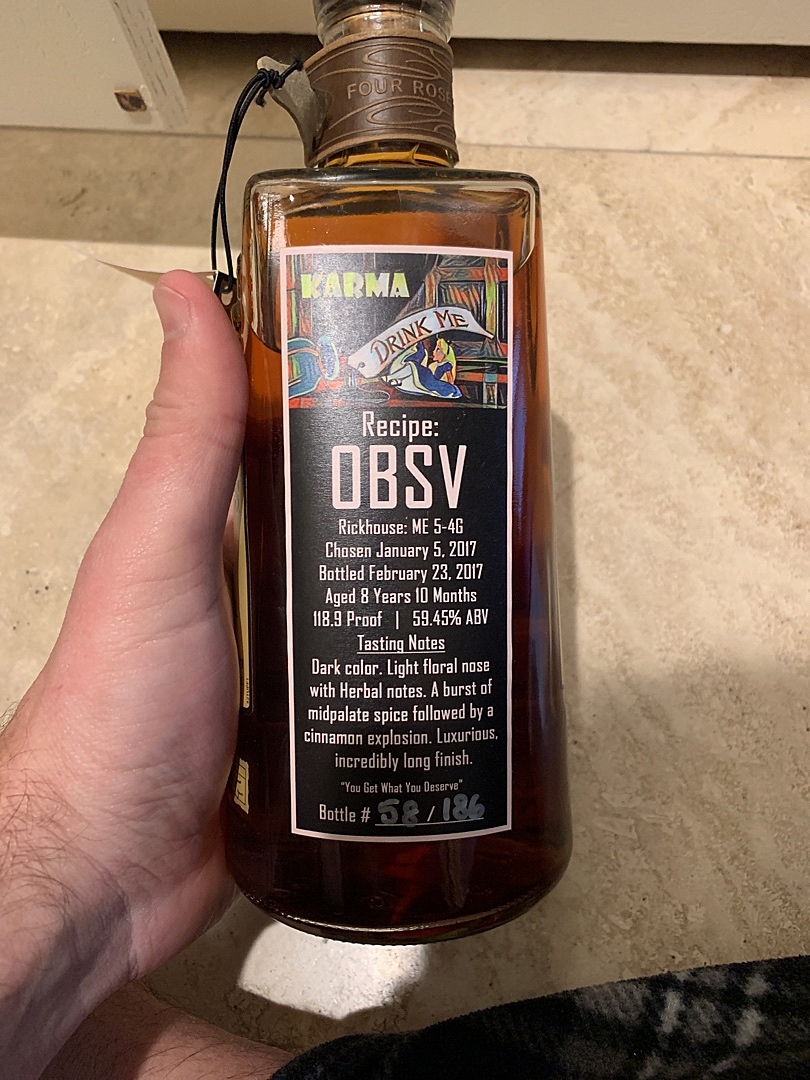 FOUR ROSE
KARMA
DRINK ME
Recipe:
OBSV
Rickhouse: ME 5-4G
Chosen January 5, 2017
Bottled February 23, 2017
Aged 8 Years 10 Months
118.9 Proof | 59.45% ABV
Tasting Notes
Dark color. Light floral nose
with Herbal notes. A burst of
midpalate spice followed by a
cinnamon explosion. Luxurious,
incredibly long finish.
"You Get What You Deserve"
Bottle # 58 / 186